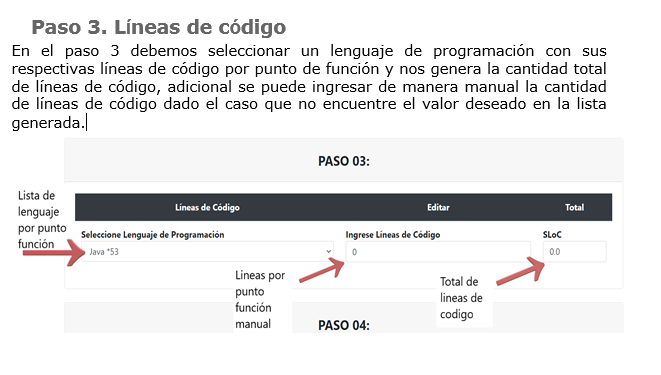 Paso 3. Líneas de código
En el paso 3 debemos seleccionar un lenguaje de programación con sus
respectivas líneas de código por punto de función y nos genera la cantidad total
de líneas de código, adicional se puede ingresar de manera manual la cantidad
de líneas de código dado el caso que no encuentre el valor deseado en la lista
generada.
PASO 03:
Lista de
lenguaje
por punto
función
Líneas de Código Editar Total
Seleccione Lenguaje de Programación Ingrese Líneas de Código SLoC
Java *53 0 0.0
Lineas por
punto
función
manual
Total de
lineas de
codigo
PASO 04: